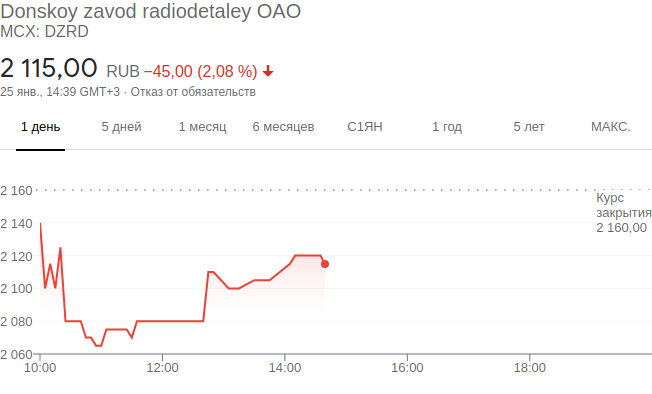 Donskoy zavod radiodetaley OAO
MCX: DZRD
2 115,00 RUB −45,00 (2,08 %)
25 янв., 14:39 GMT+3 · Отказ от обязательств
1 день 5 дней 1 месяц 6 месяцев С1ЯН 1 год 5 лет МАКС.
2 160
Курс
закрытия
2 160,00
2 140
2 120
2 100
2 080
2 060
10:00 12:00 14:00 16:00 18:00